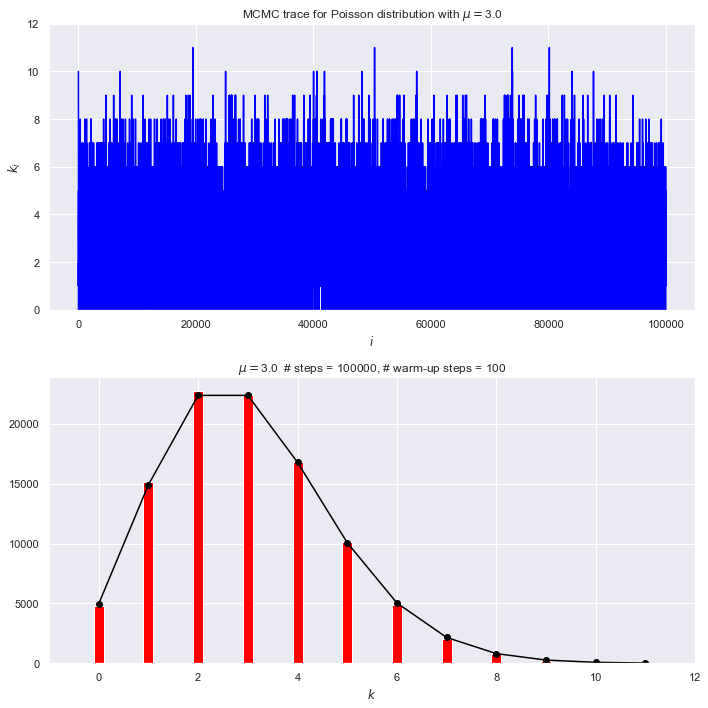 MCMC trace for Poisson distribution with μ = 3.0
12
10
8
6
4
2
0
k_i
0 20000 40000 60000 80000 100000
i
μ = 3.0 # steps = 100000, # warm-up steps = 100
20000
15000
10000
5000
0
0 2 4 6 8 10 12
k